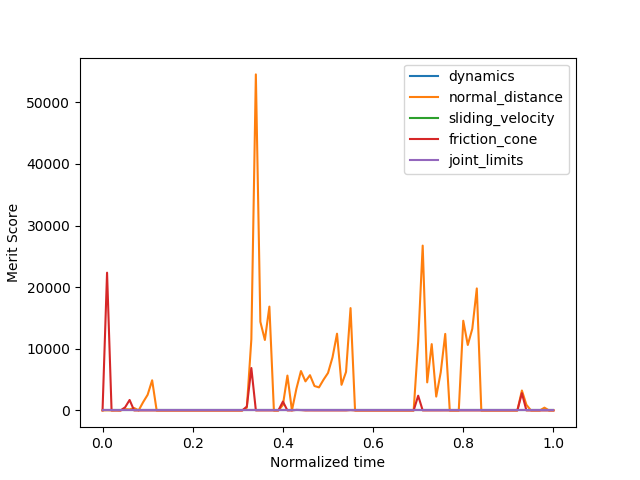 dynamics
normal_distance
sliding_velocity
friction_cone
joint_limits
Merit Score
50000
40000
30000
20000
10000
0
0.0 0.2 0.4 0.6 0.8 1.0
Normalized time